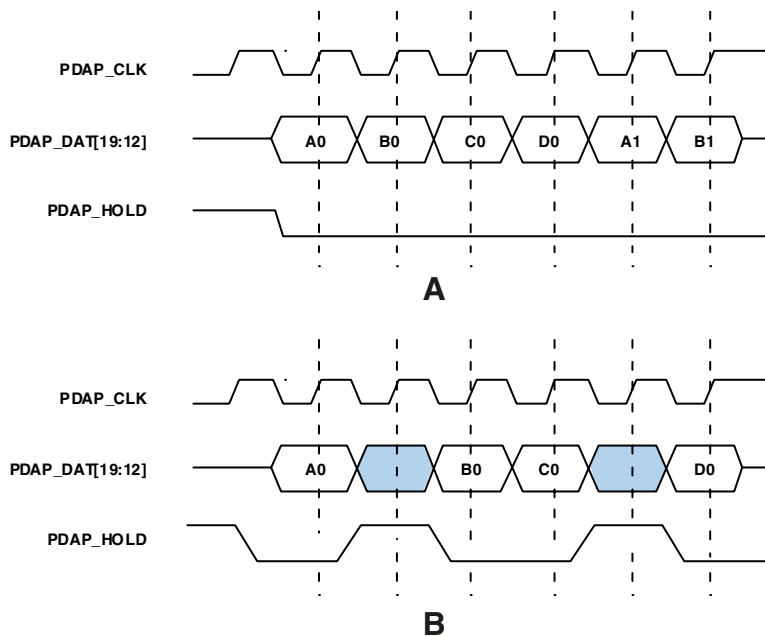 PDAP_CLK
PDAP_DAT[19:12] A0 B0 C0 D0 A1 B1
PDAP_HOLD
A
PDAP_CLK
PDAP_DAT[19:12] A0 B0 C0 D0
PDAP_HOLD
B